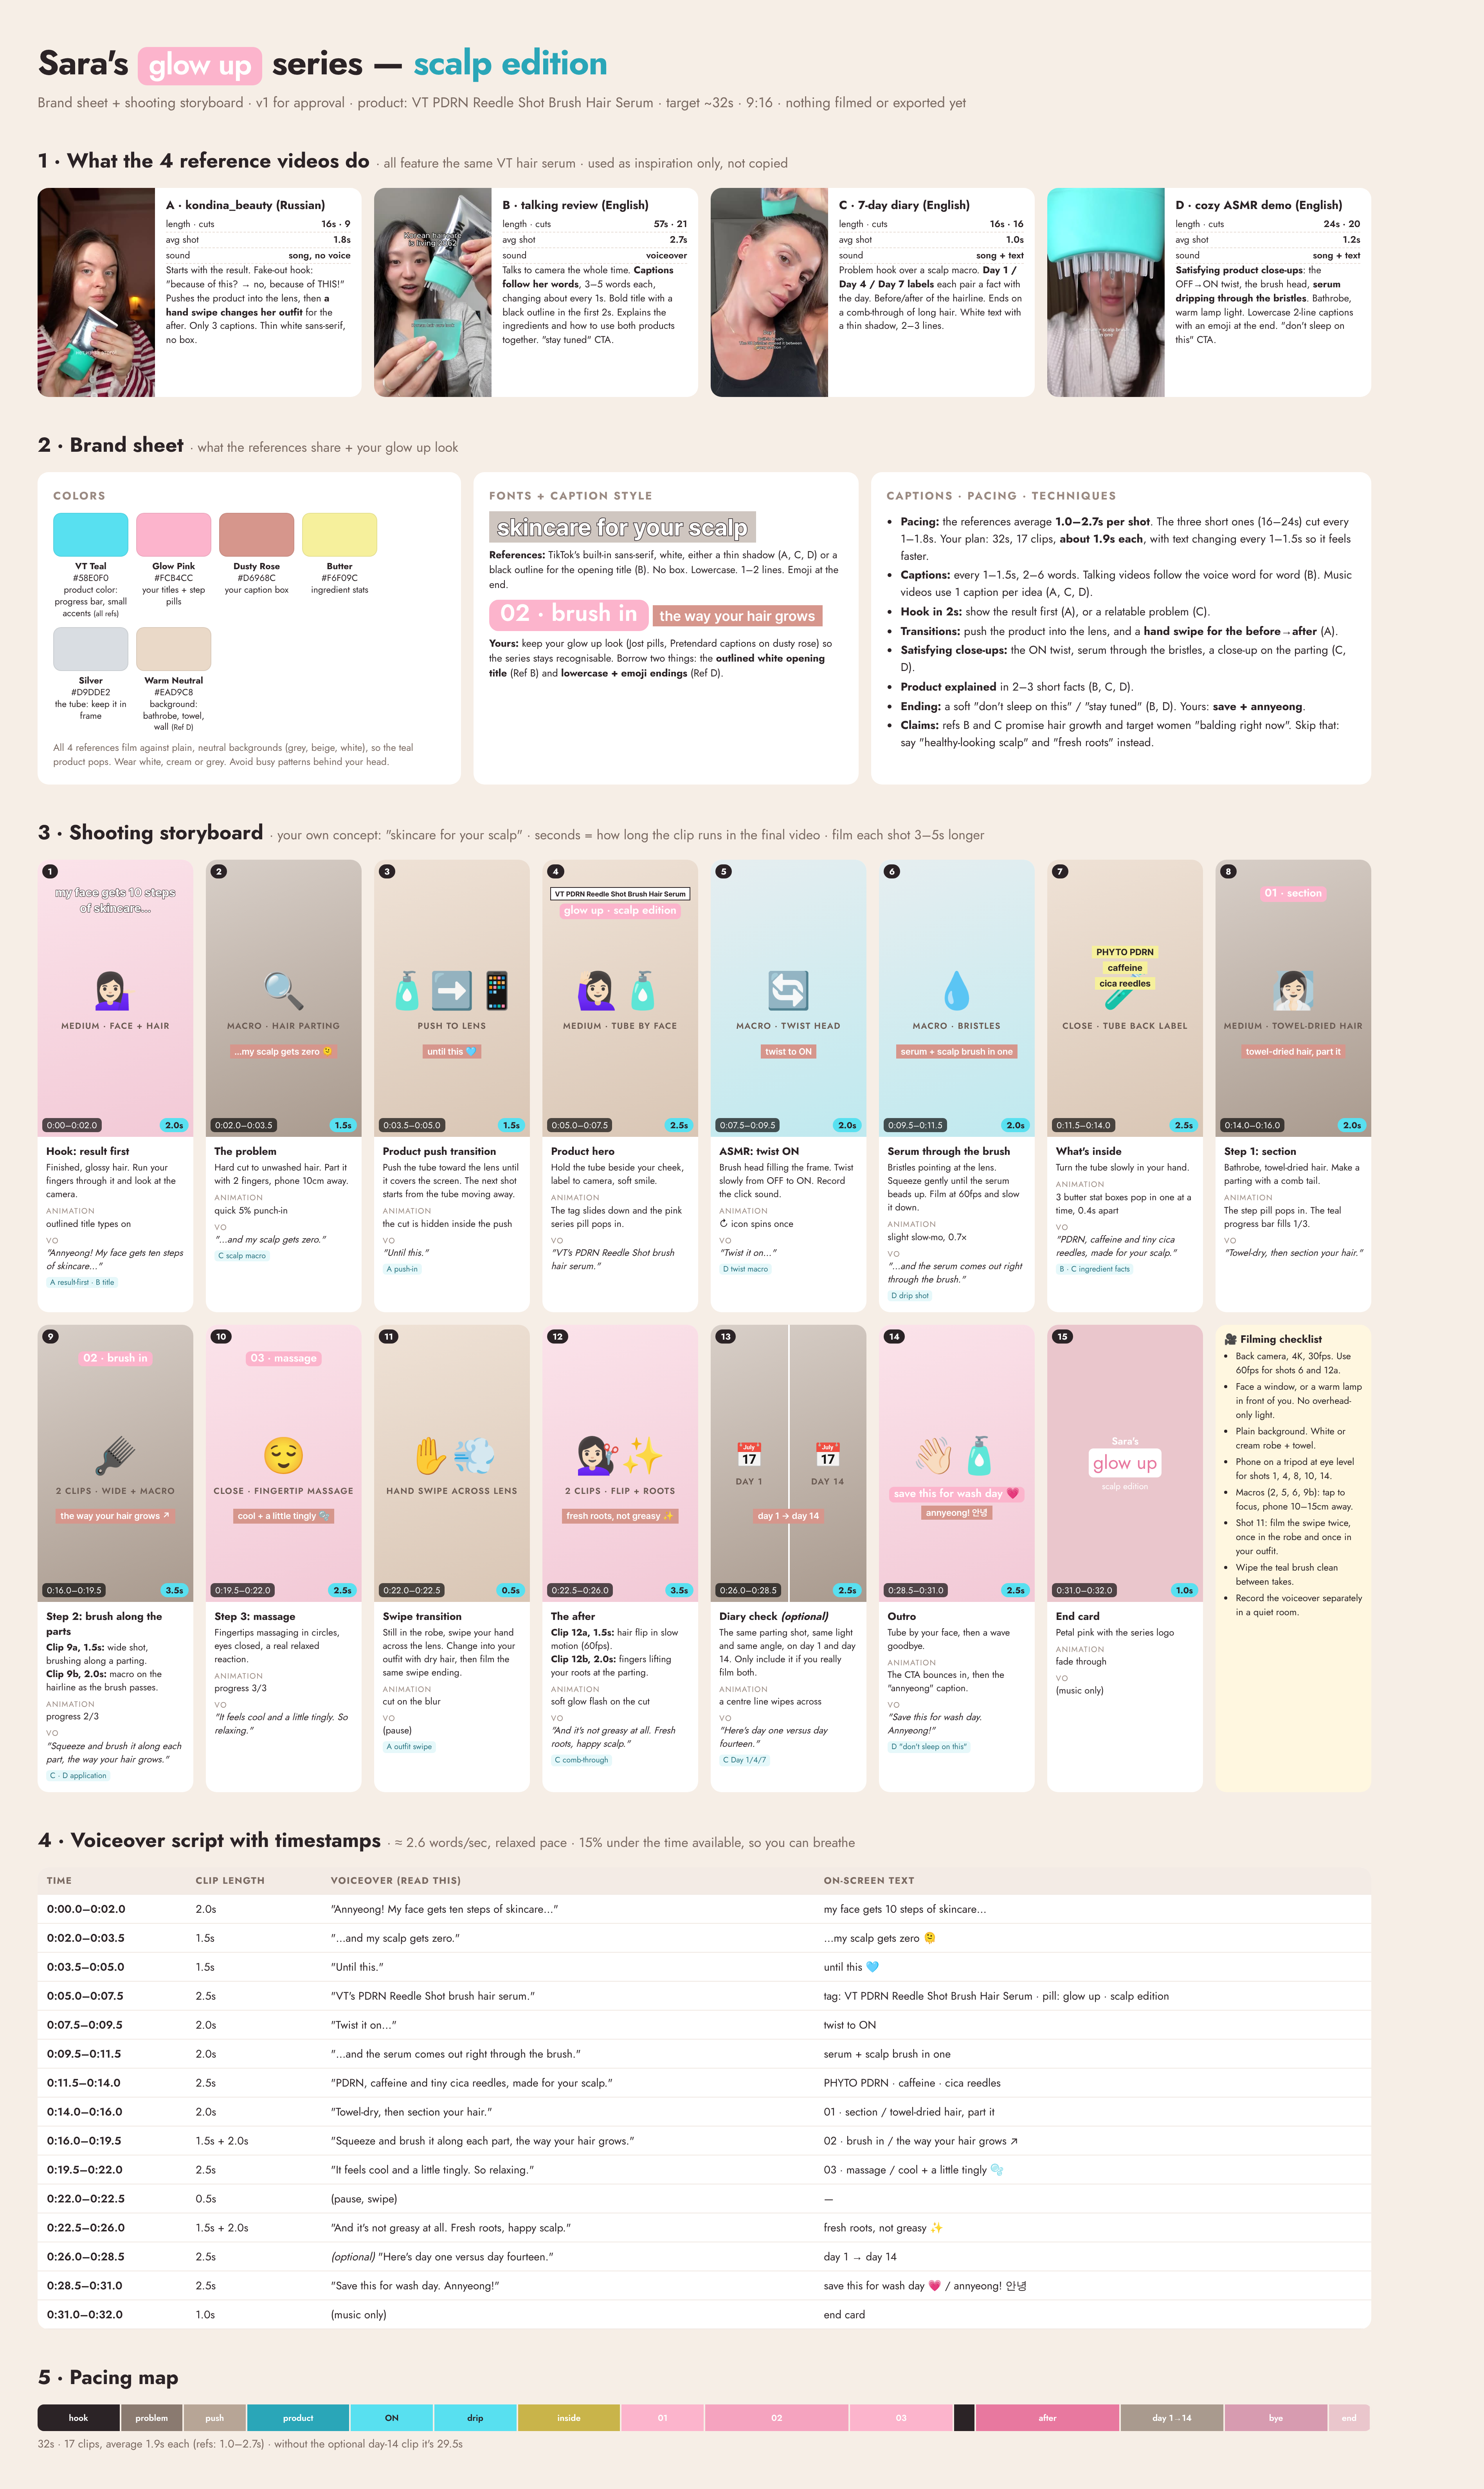 Sara's glow up series — scalp edition
Brand sheet + shooting storyboard · v1 for approval · product: VT PDRN Reedle Shot Brush Hair Serum · target ~32s · 9:16 · nothing filmed or exported yet
1 · What the 4 reference videos do · all feature the same VT hair serum · used as inspiration only, not copied
A · kondina_beauty (Russian)
length · cuts 16s · 9
avg shot 1.8s
sound song, no voice
Starts with the result. Fake-out hook:
"because of this? → no, because of THIS!"
Pushes the product into the lens, then a
hand swipe changes her outfit for the
after. Only 3 captions. Thin white sans-serif,
no box.
Korean hair care
B · talking review (English)
length · cuts 57s · 21
avg shot 2.7s
sound voiceover
Talks to camera the whole time. Captions
follow her words, 3–5 words each,
changing about every 1s. Bold title with a
black outline in the first 2s. Explains the
ingredients and how to use both products
together. "stay tuned" CTA.
C · 7-day diary (English)
length · cuts 16s · 16
avg shot 1.0s
sound song + text
Problem hook over a scalp macro. Day 1 /
Day 4 / Day 7 labels each pair a fact with
the day. Before/after of the hairline. Ends on
a comb-through of long hair. White text with
a thin shadow, 2–3 lines.
D · cozy ASMR demo (English)
length · cuts 24s · 20
avg shot 1.2s
sound song + text
Satisfying product close-ups: the
OFF→ON twist, the brush head, serum
dripping through the bristles. Bathrobe,
warm lamp light. Lowercase 2-line captions
with an emoji at the end. "don't sleep on
this" CTA.
2 · Brand sheet · what the references share + your glow up look
COLORS
VT Teal
#58E0F0
product color:
progress bar, small
accents (all refs)
Glow Pink
#FCB4CC
your titles + step
pills
Dusty Rose
#D6968C
your caption box
Butter
#F6F09C
ingredient stats
Silver
#D9DDE2
the tube: keep it in
frame
Warm Neutral
#EAD9C8
background:
bathrobe, towel,
wall (Ref D)
All 4 references film against plain, neutral backgrounds (grey, beige, white), so the teal
product pops. Wear white, cream or grey. Avoid busy patterns behind your head.
FONTS + CAPTION STYLE
skincare for your scalp
References: TikTok's built-in sans-serif, white, either a thin shadow (A, C, D) or a
black outline for the opening title (B). No box. Lowercase. 1–2 lines. Emoji at the
end.
02 · brush in the way your hair grows
Yours: keep your glow up look (Jost pills, Pretendard captions on dusty rose) so
the series stays recognisable. Borrow two things: the outlined white opening
title (Ref B) and lowercase + emoji endings (Ref D).
CAPTIONS · PACING · TECHNIQUES
• Pacing: the references average 1.0–2.7s per shot. The three short ones (16–24s) cut every
1–1.8s. Your plan: 32s, 17 clips, about 1.9s each, with text changing every 1–1.5s so it feels
faster.
• Captions: every 1–1.5s, 2–6 words. Talking videos follow the voice word for word (B). Music
videos use 1 caption per idea (A, C, D).
• Hook in 2s: show the result first (A), or a relatable problem (C).
• Transitions: push the product into the lens, and a hand swipe for the before→after (A).
• Satisfying close-ups: the ON twist, serum through the bristles, a close-up on the parting (C,
D).
• Product explained in 2–3 short facts (B, C, D).
• Ending: a soft "don't sleep on this" / "stay tuned" (B, D). Yours: save + annyeong.
• Claims: refs B and C promise hair growth and target women "balding right now". Skip that:
say "healthy-looking scalp" and "fresh roots" instead.
3 · Shooting storyboard · your own concept: "skincare for your scalp" · seconds = how long the clip runs in the final video · film each shot 3–5s longer
1
my face gets 10 steps
of skincare...
MEDIUM · FACE + HAIR
0:00–0:02.0 2.0s
Hook: result first
Finished, glossy hair. Run your
fingers through it and look at the
camera.
ANIMATION
outlined title types on
VO
"Annyeong! My face gets ten steps
of skincare…"
A result-first · B title
2
MACRO · HAIR PARTING
...my scalp gets zero 🫠
0:02.0–0:03.5 1.5s
The problem
Hard cut to unwashed hair. Part it
with 2 fingers, phone 10cm away.
ANIMATION
quick 5% punch-in
VO
"…and my scalp gets zero."
C scalp macro
3
PUSH TO LENS
until this 🩵
0:03.5–0:05.0 1.5s
Product push transition
Push the tube toward the lens until
it covers the screen. The next shot
starts from the tube moving away.
ANIMATION
the cut is hidden inside the push
VO
"Until this."
A push-in
4
VT PDRN Reedle Shot Brush Hair Serum
glow up · scalp edition
MEDIUM · TUBE BY FACE
0:05.0–0:07.5 2.5s
Product hero
Hold the tube beside your cheek,
label to camera, soft smile.
ANIMATION
The tag slides down and the pink
series pill pops in.
VO
"VT's PDRN Reedle Shot brush
hair serum."
5
MACRO · TWIST HEAD
twist to ON
0:07.5–0:09.5 2.0s
ASMR: twist ON
Brush head filling the frame. Twist
slowly from OFF to ON. Record
the click sound.
ANIMATION
↻ icon spins once
VO
"Twist it on…"
D twist macro
6
MACRO · BRISTLES
serum + scalp brush in one
0:09.5–0:11.5 2.0s
Serum through the brush
Bristles pointing at the lens.
Squeeze gently until the serum
beads up. Film at 60fps and slow
it down.
ANIMATION
slight slow-mo, 0.7×
VO
"…and the serum comes out right
through the brush."
D drip shot
7
PHYTO PDRN
caffeine
cica reedles
CLOSE · TUBE BACK LABEL
0:11.5–0:14.0 2.5s
What's inside
Turn the tube slowly in your hand.
ANIMATION
3 butter stat boxes pop in one at a
time, 0.4s apart
VO
"PDRN, caffeine and tiny cica
reedles, made for your scalp."
B · C ingredient facts
8
01 · section
MEDIUM · TOWEL-DRIED HAIR
towel-dried hair, part it
0:14.0–0:16.0 2.0s
Step 1: section
Bathrobe, towel-dried hair. Make a
parting with a comb tail.
ANIMATION
The step pill pops in. The teal
progress bar fills 1/3.
VO
"Towel-dry, then section your hair."
9
02 · brush in
2 CLIPS · WIDE + MACRO
the way your hair grows ↗
0:16.0–0:19.5 3.5s
Step 2: brush along the
parts
Clip 9a, 1.5s: wide shot,
brushing along a parting.
Clip 9b, 2.0s: macro on the
hairline as the brush passes.
ANIMATION
progress 2/3
VO
"Squeeze and brush it along each
part, the way your hair grows."
C · D application
10
03 · massage
CLOSE · FINGERTIP MASSAGE
cool + a little tingly 🫧
0:19.5–0:22.0 2.5s
Step 3: massage
Fingertips massaging in circles,
eyes closed, a real relaxed
reaction.
ANIMATION
progress 3/3
VO
"It feels cool and a little tingly. So
relaxing."
11
HAND SWIPE ACROSS LENS
0:22.0–0:22.5 0.5s
Swipe transition
Still in the robe, swipe your hand
across the lens. Change into your
outfit with dry hair, then film the
same swipe ending.
ANIMATION
cut on the blur
VO
(pause)
A outfit swipe
12
2 CLIPS · FLIP + ROOTS
fresh roots, not greasy ✨
0:22.5–0:26.0 3.5s
The after
Clip 12a, 1.5s: hair flip in slow
motion (60fps).
Clip 12b, 2.0s: fingers lifting
your roots at the parting.
ANIMATION
soft glow flash on the cut
VO
"And it's not greasy at all. Fresh
roots, happy scalp."
C comb-through
13
July July
17 17
DAY 1 DAY 14
day 1 → day 14
0:26.0–0:28.5 2.5s
Diary check (optional)
The same parting shot, same light
and same angle, on day 1 and day
14. Only include it if you really
film both.
ANIMATION
a centre line wipes across
VO
"Here's day one versus day
fourteen."
C Day 1/4/7
14
save this for wash day 💗
annyeong! 안녕
0:28.5–0:31.0 2.5s
Outro
Tube by your face, then a wave
goodbye.
ANIMATION
The CTA bounces in, then the
"annyeong" caption.
VO
"Save this for wash day.
Annyeong!"
D "don't sleep on this"
15
Sara's
glow up
scalp edition
0:31.0–0:32.0 1.0s
End card
Petal pink with the series logo
ANIMATION
fade through
VO
(music only)
🎥 Filming checklist
• Back camera, 4K, 30fps. Use
60fps for shots 6 and 12a.
• Face a window, or a warm lamp
in front of you. No overhead-
only light.
• Plain background. White or
cream robe + towel.
• Phone on a tripod at eye level
for shots 1, 4, 8, 10, 14.
• Macros (2, 5, 6, 9b): tap to
focus, phone 10–15cm away.
• Shot 11: film the swipe twice,
once in the robe and once in
your outfit.
• Wipe the teal brush clean
between takes.
• Record the voiceover separately
in a quiet room.
4 · Voiceover script with timestamps · ≈ 2.6 words/sec, relaxed pace · 15% under the time available, so you can breathe
TIME CLIP LENGTH VOICEOVER (READ THIS) ON-SCREEN TEXT
0:00.0–0:02.0 2.0s "Annyeong! My face gets ten steps of skincare…" my face gets 10 steps of skincare…
0:02.0–0:03.5 1.5s "…and my scalp gets zero." …my scalp gets zero 🫠
0:03.5–0:05.0 1.5s "Until this." until this 🩵
0:05.0–0:07.5 2.5s "VT's PDRN Reedle Shot brush hair serum." tag: VT PDRN Reedle Shot Brush Hair Serum · pill: glow up · scalp edition
0:07.5–0:09.5 2.0s "Twist it on…" twist to ON
0:09.5–0:11.5 2.0s "…and the serum comes out right through the brush." serum + scalp brush in one
0:11.5–0:14.0 2.5s "PDRN, caffeine and tiny cica reedles, made for your scalp." PHYTO PDRN · caffeine · cica reedles
0:14.0–0:16.0 2.0s "Towel-dry, then section your hair." 01 · section / towel-dried hair, part it
0:16.0–0:19.5 1.5s + 2.0s "Squeeze and brush it along each part, the way your hair grows." 02 · brush in / the way your hair grows ↗
0:19.5–0:22.0 2.5s "It feels cool and a little tingly. So relaxing." 03 · massage / cool + a little tingly 🫧
0:22.0–0:22.5 0.5s (pause, swipe) —
0:22.5–0:26.0 1.5s + 2.0s "And it's not greasy at all. Fresh roots, happy scalp." fresh roots, not greasy ✨
0:26.0–0:28.5 2.5s (optional) "Here's day one versus day fourteen." day 1 → day 14
0:28.5–0:31.0 2.5s "Save this for wash day. Annyeong!" save this for wash day 💗 / annyeong! 안녕
0:31.0–0:32.0 1.0s (music only) end card
5 · Pacing map
hook problem push product ON drip inside 01 02 03 after day 1→14 bye end
32s · 17 clips, average 1.9s each (refs: 1.0–2.7s) · without the optional day-14 clip it's 29.5s